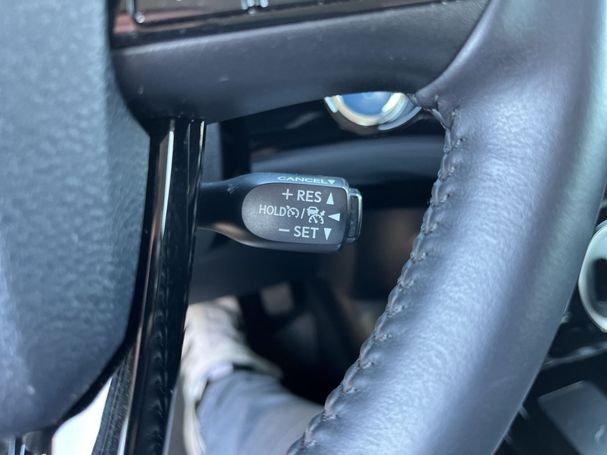 CANCEL▼
+ RES ▲
HOLD / ◀
− SET ▼